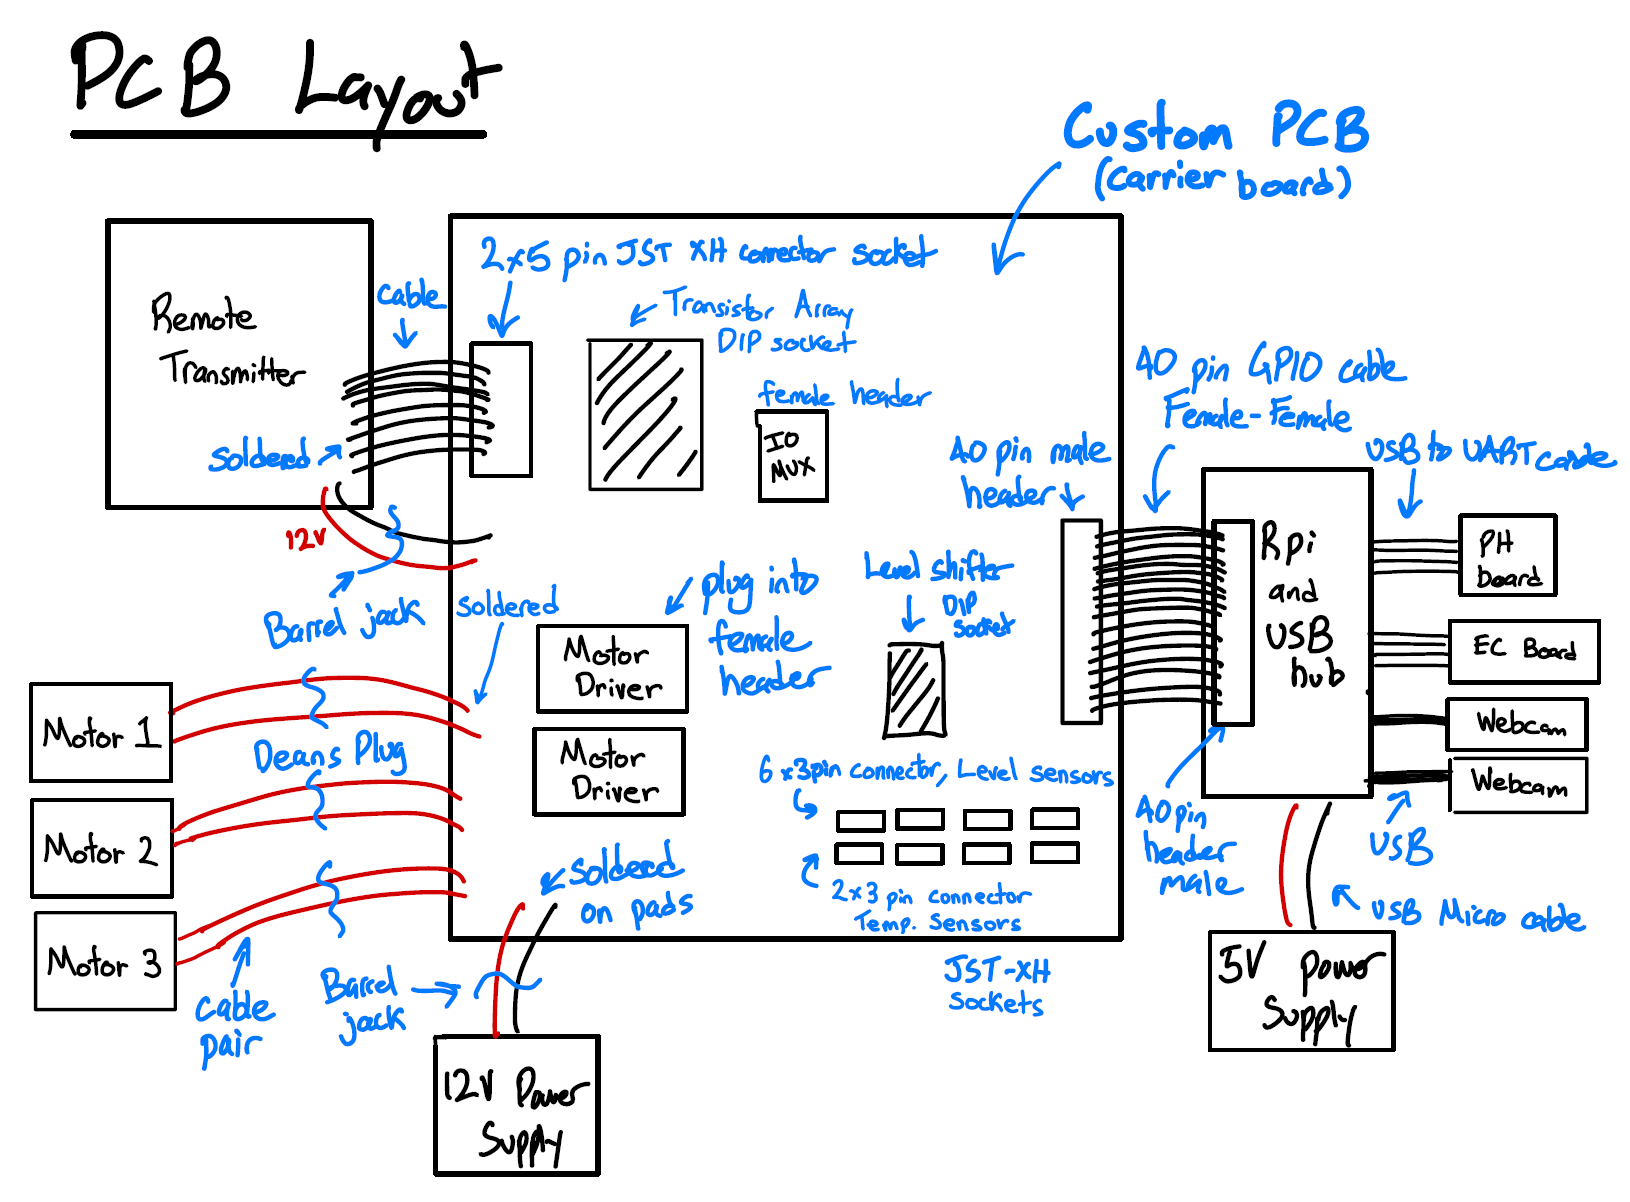 PCB Layout
Custom PCB
(carrier board)
2x5 pin JST XH connector socket
cable
Transistor Array
DIP socket
Remote
Transmitter
female header
IO
MUX
soldered
12V
Barrel jack
40 pin GPIO cable
Female-Female
40 pin male
header
USB to UART cable
Rpi
and
USB
hub
PH
board
EC Board
Webcam
Webcam
USB
Level shifter
DIP
socket
soldered
plug into
female
header
Motor
Driver
Motor
Driver
Motor 1
Deans Plug
Motor 2
Motor 3
cable
pair
6x3pin connector, Level sensors
2x3 pin connector
Temp. Sensors
JST-XH
sockets
40pin
header
male
soldered
on pads
Barrel
jack
12V Power
Supply
USB Micro cable
5V Power
Supply